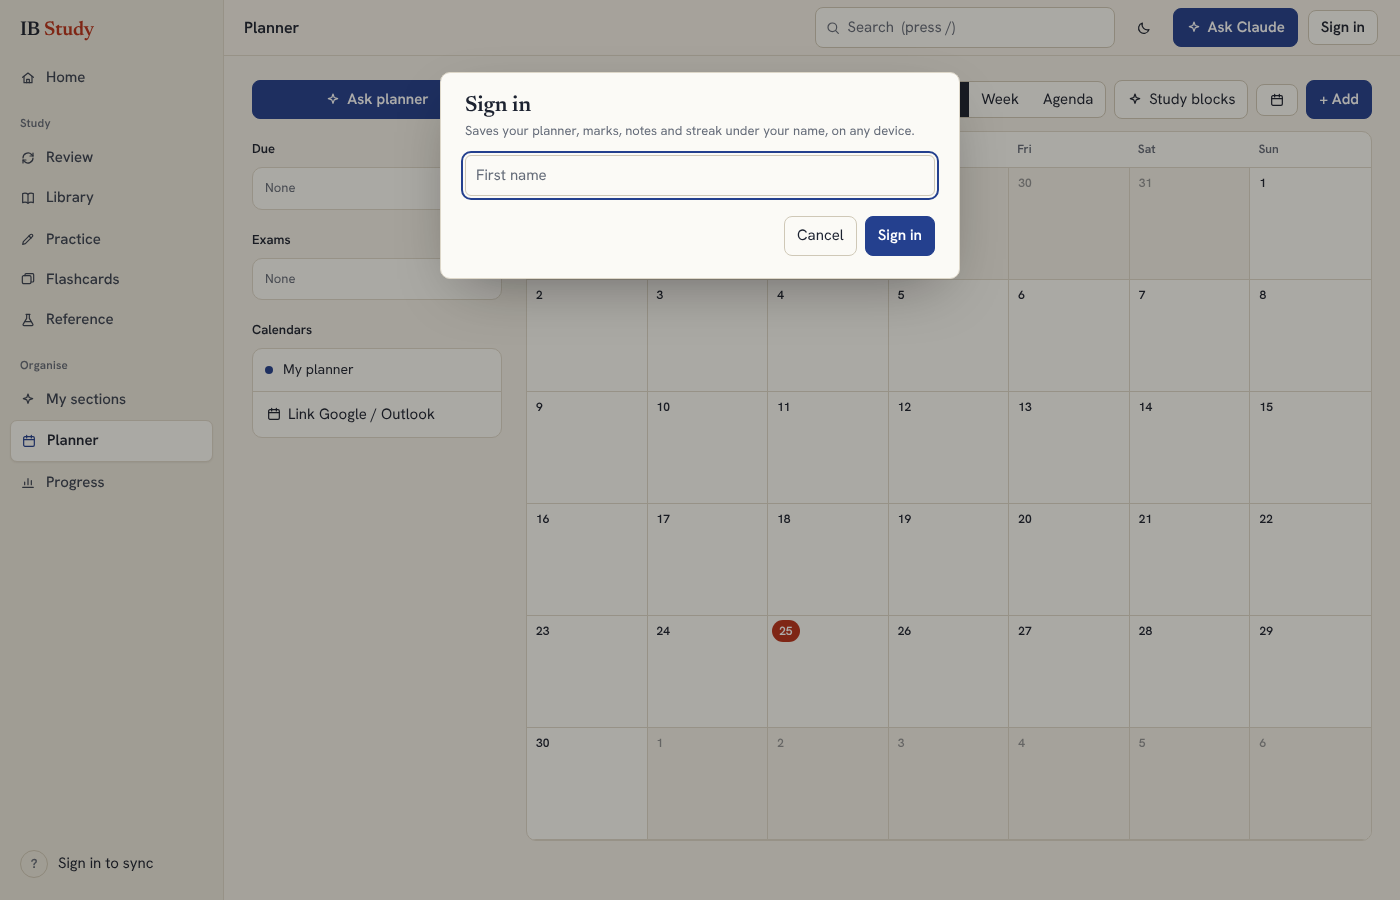 IB Study
Home
Study
Review
Library
Practice
Flashcards
Reference
Organise
My sections
Planner
Progress
? Sign in to sync
Planner
Search (press /)
Ask Claude
Sign in
Ask planner
Week
Agenda
Study blocks
+ Add
Due
None
Exams
None
Calendars
My planner
Link Google / Outlook
Sign in
Saves your planner, marks, notes and streak under your name, on any device.
First name
Cancel
Sign in
Fri Sat Sun
30 31 1
2 3 4 5 6 7 8
9 10 11 12 13 14 15
16 17 18 19 20 21 22
23 24 25 26 27 28 29
30 1 2 3 4 5 6